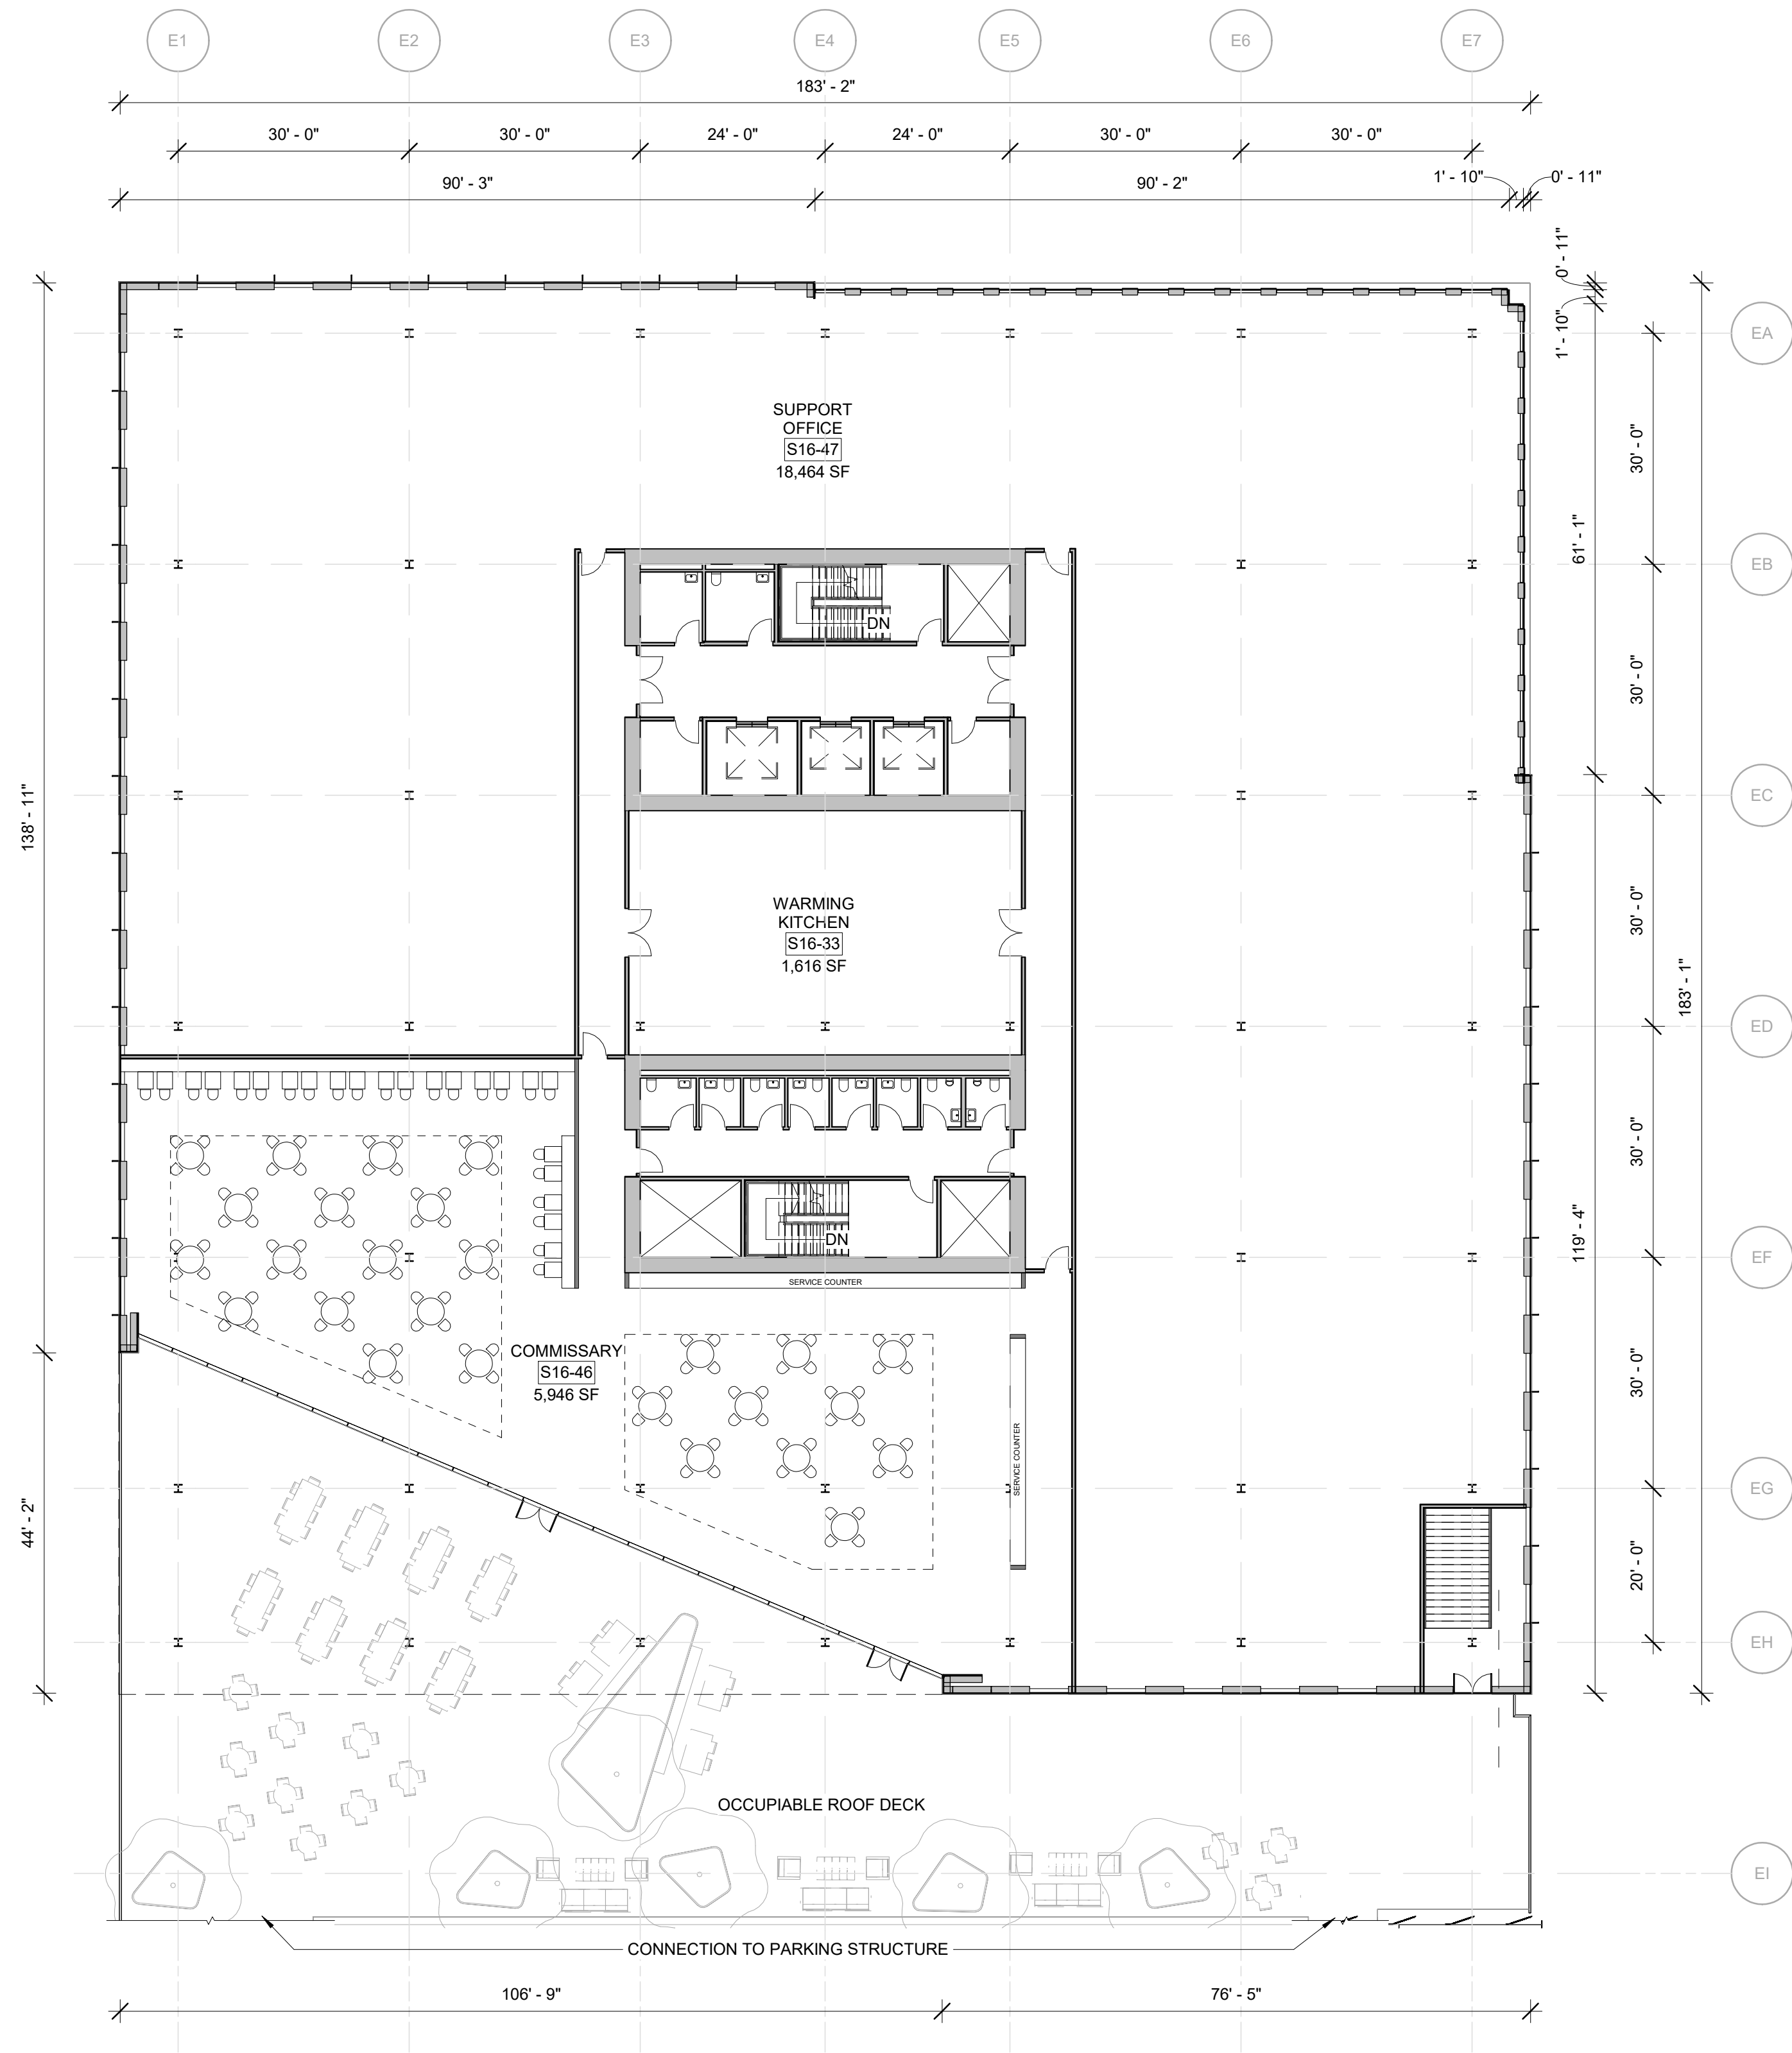 E1 E2 E3 E4 E5 E6 E7
183' - 2"
30' - 0" 30' - 0" 24' - 0" 24' - 0" 30' - 0" 30' - 0"
90' - 3" 90' - 2" 1' - 10" 0' - 11"
0' - 11"
1' - 10"
EA
SUPPORT
OFFICE
S16-47
18,464 SF
30' - 0"
61' - 1"
EB
DN
30' - 0"
138' - 11"
EC
WARMING
KITCHEN
S16-33
1,616 SF
30' - 0"
183' - 1"
ED
30' - 0"
119' - 4"
DN
EF
SERVICE COUNTER
COMMISSARY
S16-46
5,946 SF
30' - 0"
SERVICE COUNTER
EG
44' - 2"
20' - 0"
EH
OCCUPIABLE ROOF DECK
EI
CONNECTION TO PARKING STRUCTURE
106' - 9" 76' - 5"